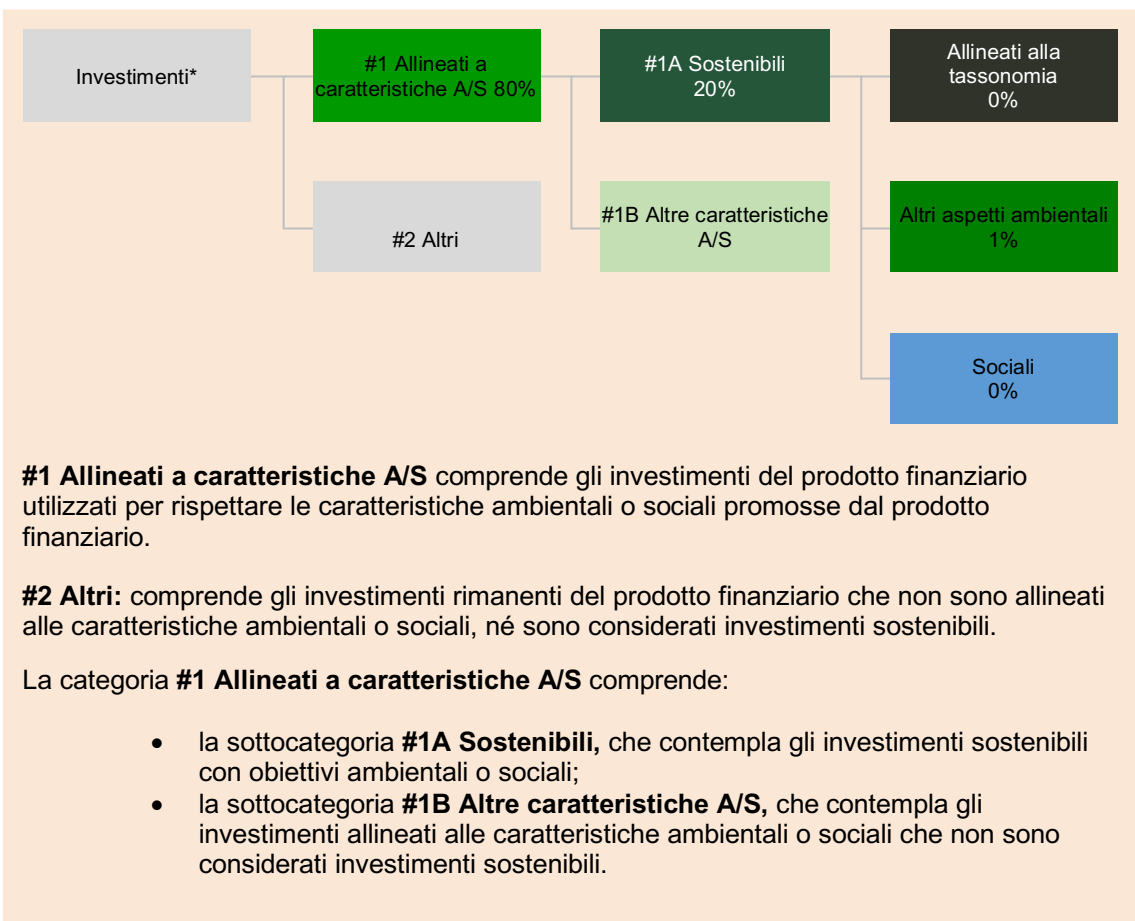 Investimenti*
#1 Allineati a
caratteristiche A/S 80%
#1A Sostenibili
20%
Allineati alla
tassonomia
0%
#2 Altri
#1B Altre caratteristiche
A/S
Altri aspetti ambientali
1%
Sociali
0%
#1 Allineati a caratteristiche A/S comprende gli investimenti del prodotto finanziario
utilizzati per rispettare le caratteristiche ambientali o sociali promosse dal prodotto
finanziario.
#2 Altri: comprende gli investimenti rimanenti del prodotto finanziario che non sono allineati
alle caratteristiche ambientali o sociali, né sono considerati investimenti sostenibili.
La categoria #1 Allineati a caratteristiche A/S comprende:
• la sottocategoria #1A Sostenibili, che contempla gli investimenti sostenibili
con obiettivi ambientali o sociali;
• la sottocategoria #1B Altre caratteristiche A/S, che contempla gli
investimenti allineati alle caratteristiche ambientali o sociali che non sono
considerati investimenti sostenibili.